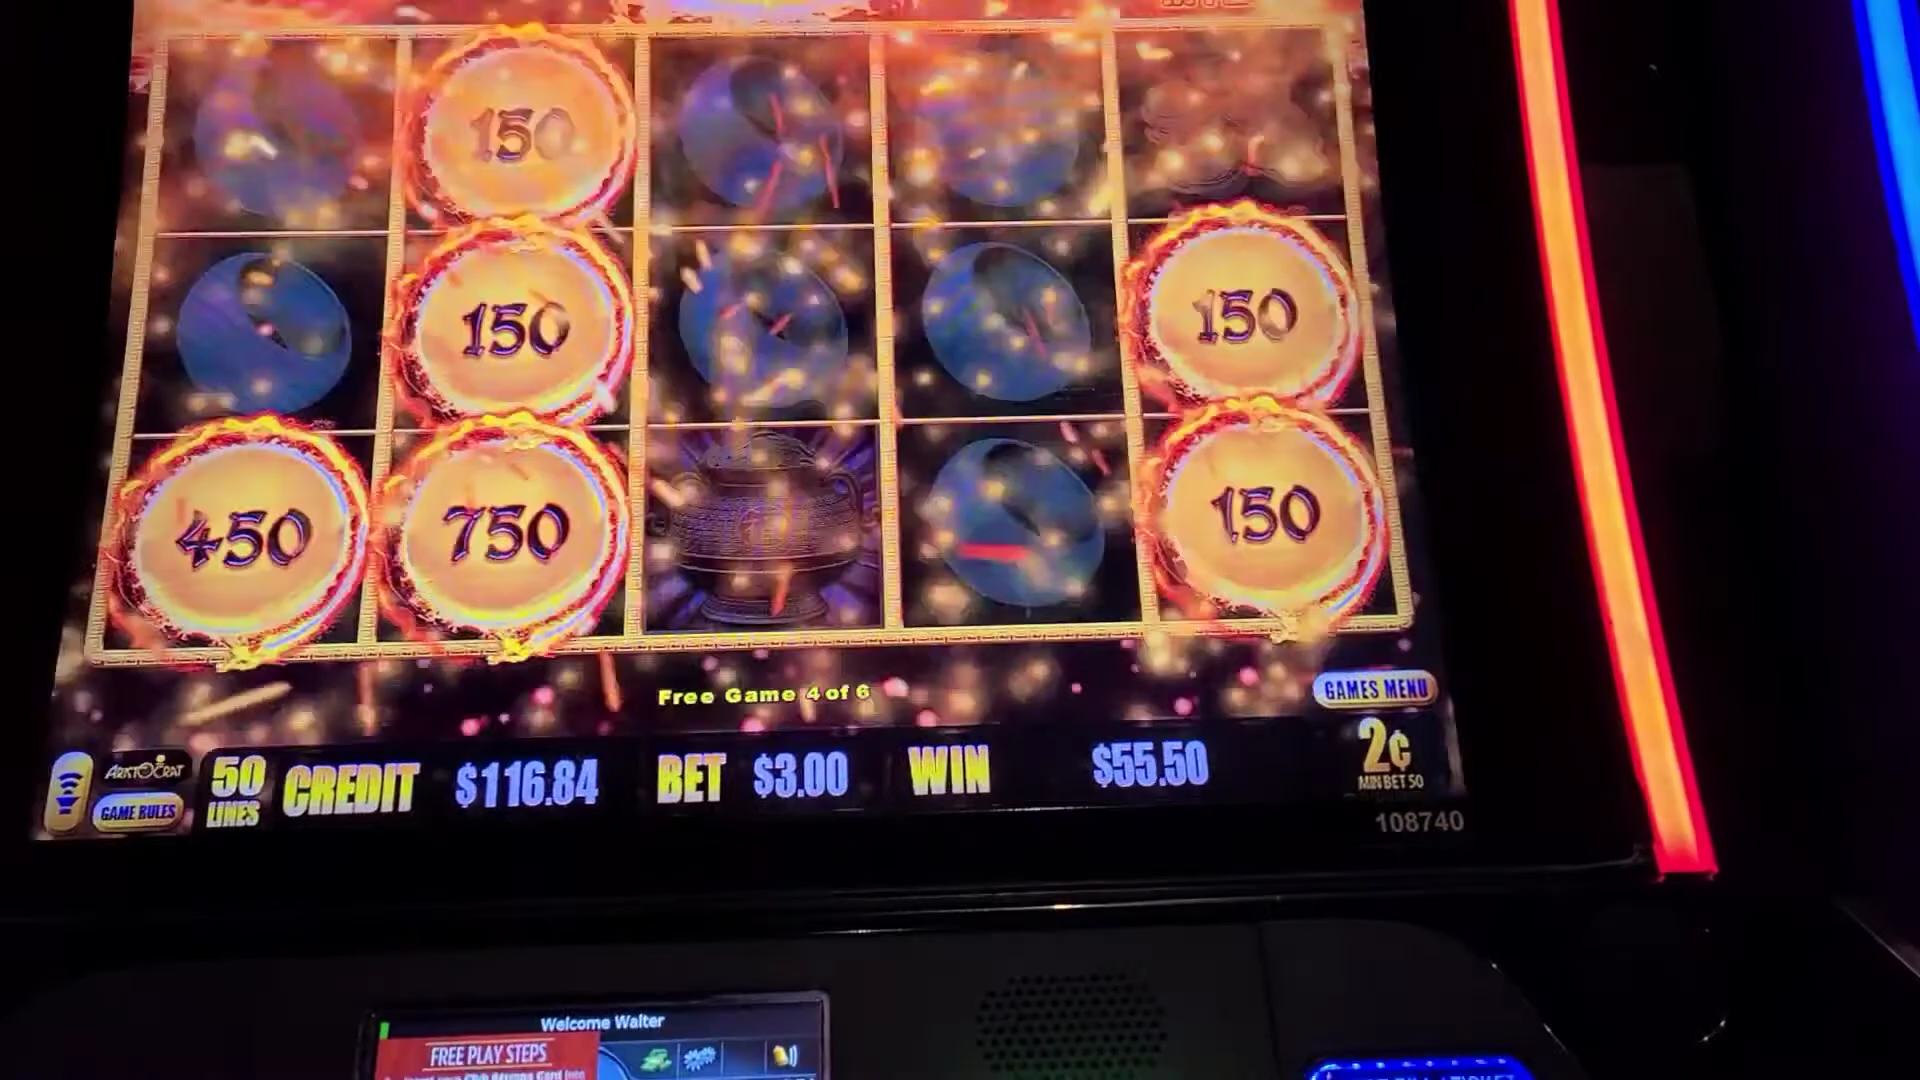 150
150
150
450
750
150
Free Game 4 of 6
GAMES MENU
ARISTOCRAT
GAME RULES
50
LINES
CREDIT
$116.84
BET
$3.00
WIN
$55.50
2¢
MIN BET 50
108740
Welcome Walter
FREE PLAY STEPS